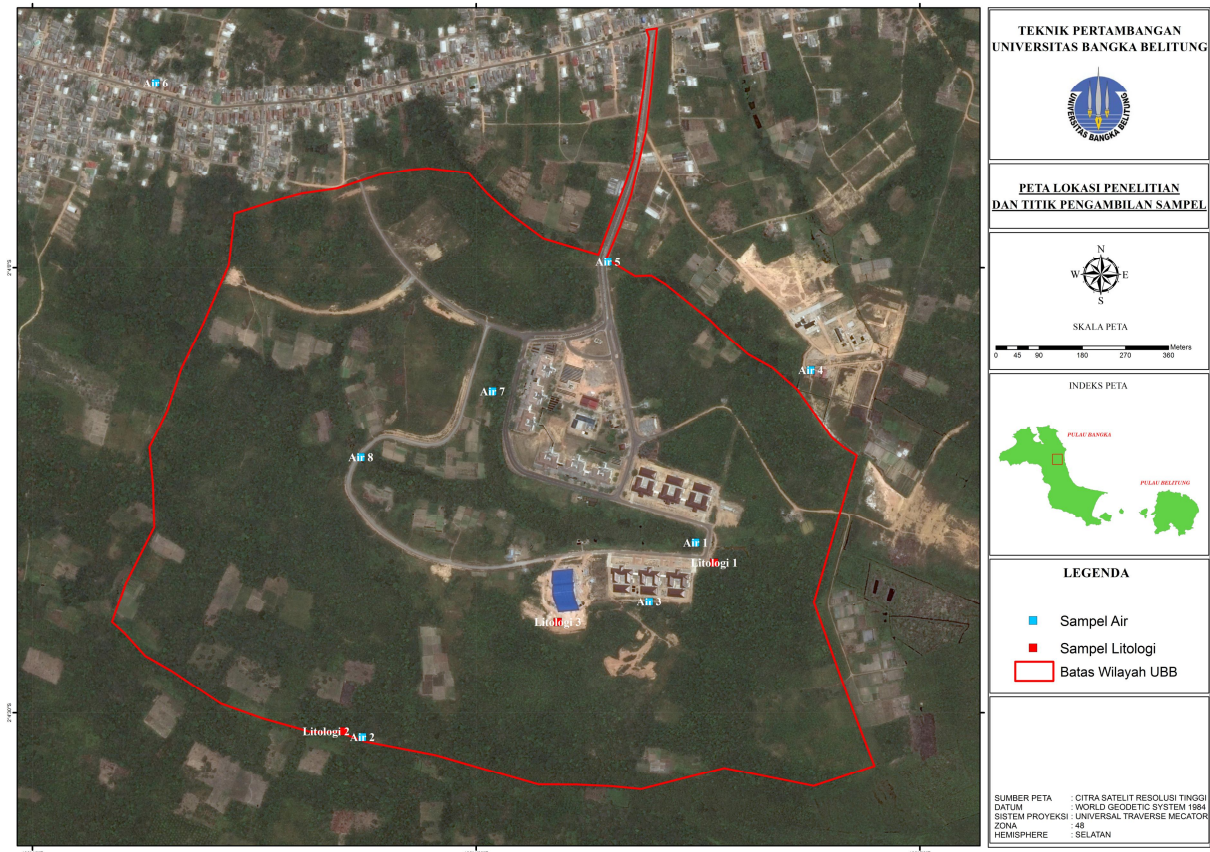 TEKNIK PERTAMBANGAN
UNIVERSITAS BANGKA BELITUNG
UNIVERSITAS BANGKA BELITUNG
PETA LOKASI PENELITIAN
DAN TITIK PENGAMBILAN SAMPEL
N
W E
S
SKALA PETA
0 45 90 180 270 360 Meters
INDEKS PETA
PULAU BANGKA
PULAU BELITUNG
LEGENDA
Sampel Air
Sampel Litologi
Batas Wilayah UBB
SUMBER PETA : CITRA SATELIT RESOLUSI TINGGI
DATUM : WORLD GEODETIC SYSTEM 1984
SISTEM PROYEKSI : UNIVERSAL TRAVERSE MECATOR
ZONA : 48
HEMISPHERE : SELATAN
Air 6
Air 5
Air 4
Air 7
Air 8
Air 1
Litologi 1
Air 3
Litologi 3
Litologi 2
Air 2